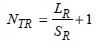 N_TR = L_R / S_R + 1